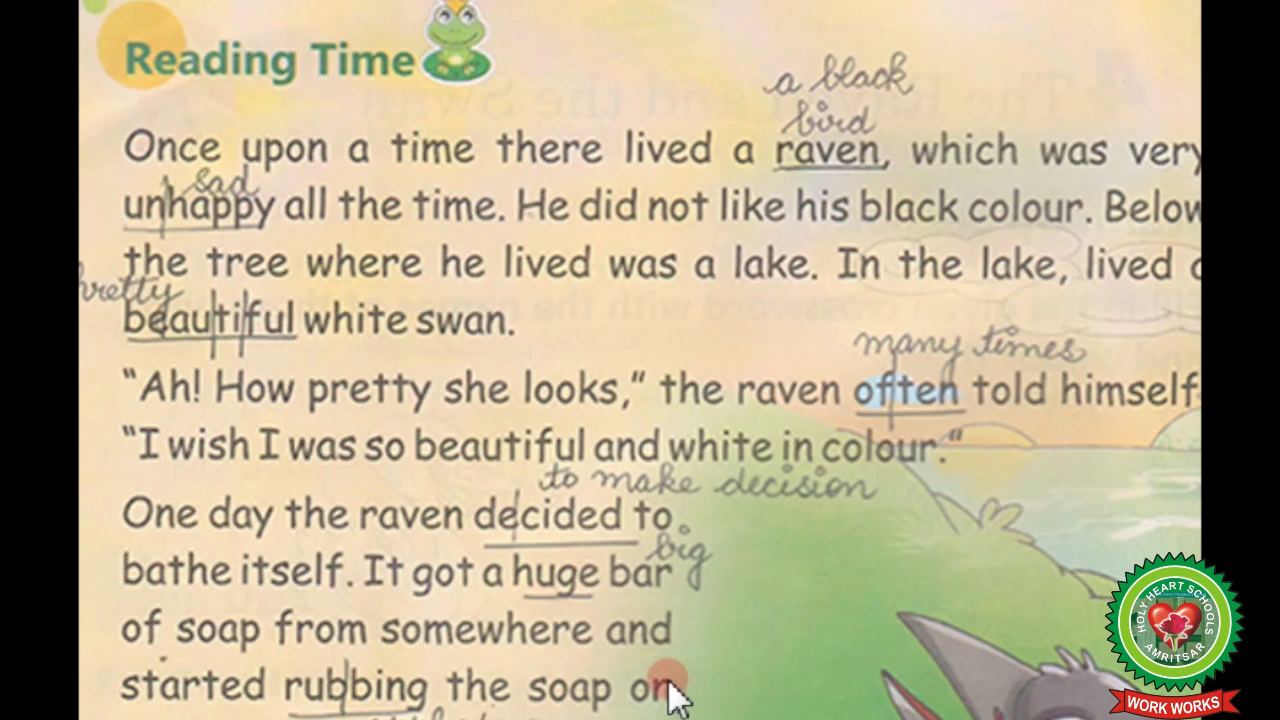 Reading Time
a black
bird
Once upon a time there lived a raven, which was very
sad
unhappy all the time. He did not like his black colour. Below
the tree where he lived was a lake. In the lake, lived a
pretty
beautiful white swan.
many times
"Ah! How pretty she looks," the raven often told himself
"I wish I was so beautiful and white in colour."
to make decision
One day the raven decided to
big
bathe itself. It got a huge bar
of soap from somewhere and
started rubbing the soap on
HOLY HEART SCHOOLS
AMRITSAR
WORK WORKS